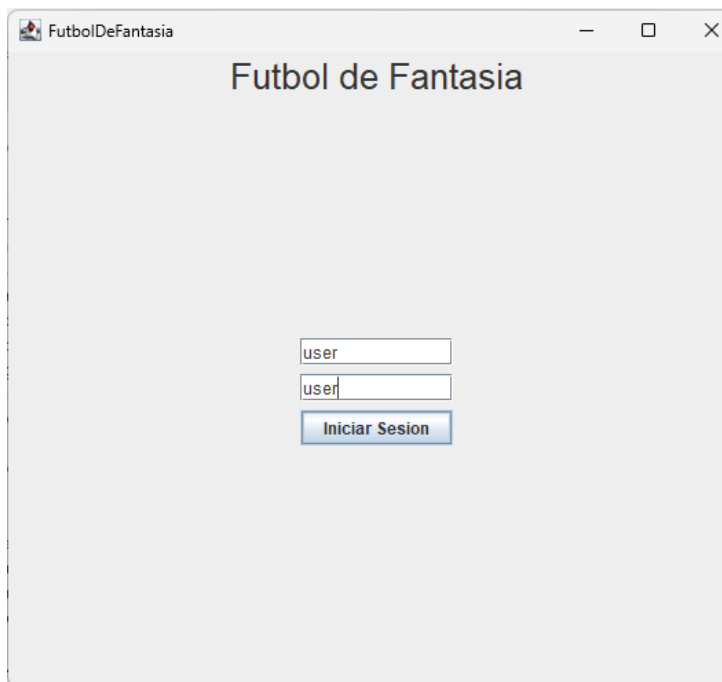 FutbolDeFantasia
Futbol de Fantasia
user
user
Iniciar Sesion